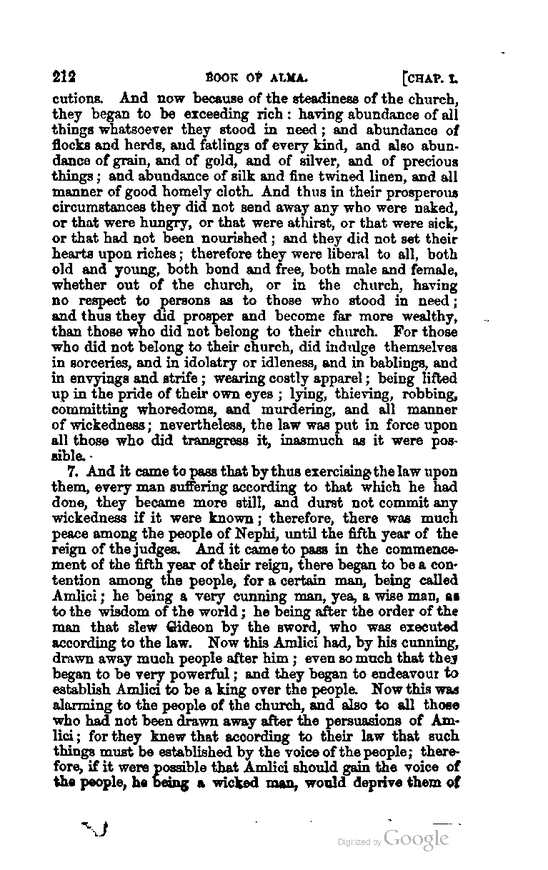 212 BOOK OF ALMA. [CHAP. I.
cutions. And now because of the steadiness of the church,
they began to be exceeding rich : having abundance of all
things whatsoever they stood in need ; and abundance of
flocks and herds, and fatlings of every kind, and also abun-
dance of grain, and of gold, and of silver, and of precious
things ; and abundance of silk and fine twined linen, and all
manner of good homely cloth. And thus in their prosperous
circumstances they did not send away any who were naked,
or that were hungry, or that were athirst, or that were sick,
or that had not been nourished ; and they did not set their
hearts upon riches ; therefore they were liberal to all, both
old and young, both bond and free, both male and female,
whether out of the church, or in the church, having
no respect to persons as to those who stood in need ;
and thus they did prosper and become far more wealthy,
than those who did not belong to their church. For those
who did not belong to their church, did indulge themselves
in sorceries, and in idolatry or idleness, and in bablings, and
in envyings and strife ; wearing costly apparel ; being lifted
up in the pride of their own eyes ; lying, thieving, robbing,
committing whoredoms, and murdering, and all manner
of wickedness ; nevertheless, the law was put in force upon
all those who did transgress it, inasmuch as it were pos-
sible.
7. And it came to pass that by thus exercising the law upon
them, every man suffering according to that which he had
done, they became more still, and durst not commit any
wickedness if it were known ; therefore, there was much
peace among the people of Nephi, until the fifth year of the
reign of the judges. And it came to pass in the commence-
ment of the fifth year of their reign, there began to be a con-
tention among the people, for a certain man, being called
Amlici ; he being a very cunning man, yea, a wise man, as
to the wisdom of the world ; he being after the order of the
man that slew Gideon by the sword, who was executed
according to the law. Now this Amlici had, by his cunning,
drawn away much people after him ; even so much that they
began to be very powerful ; and they began to endeavour to
establish Amlici to be a king over the people. Now this was
alarming to the people of the church, and also to all those
who had not been drawn away after the persuasions of Am-
lici ; for they knew that according to their law that such
things must be established by the voice of the people ; there-
fore, if it were possible that Amlici should gain the voice of
the people, he being a wicked man, would deprive them of
Digitized by Google